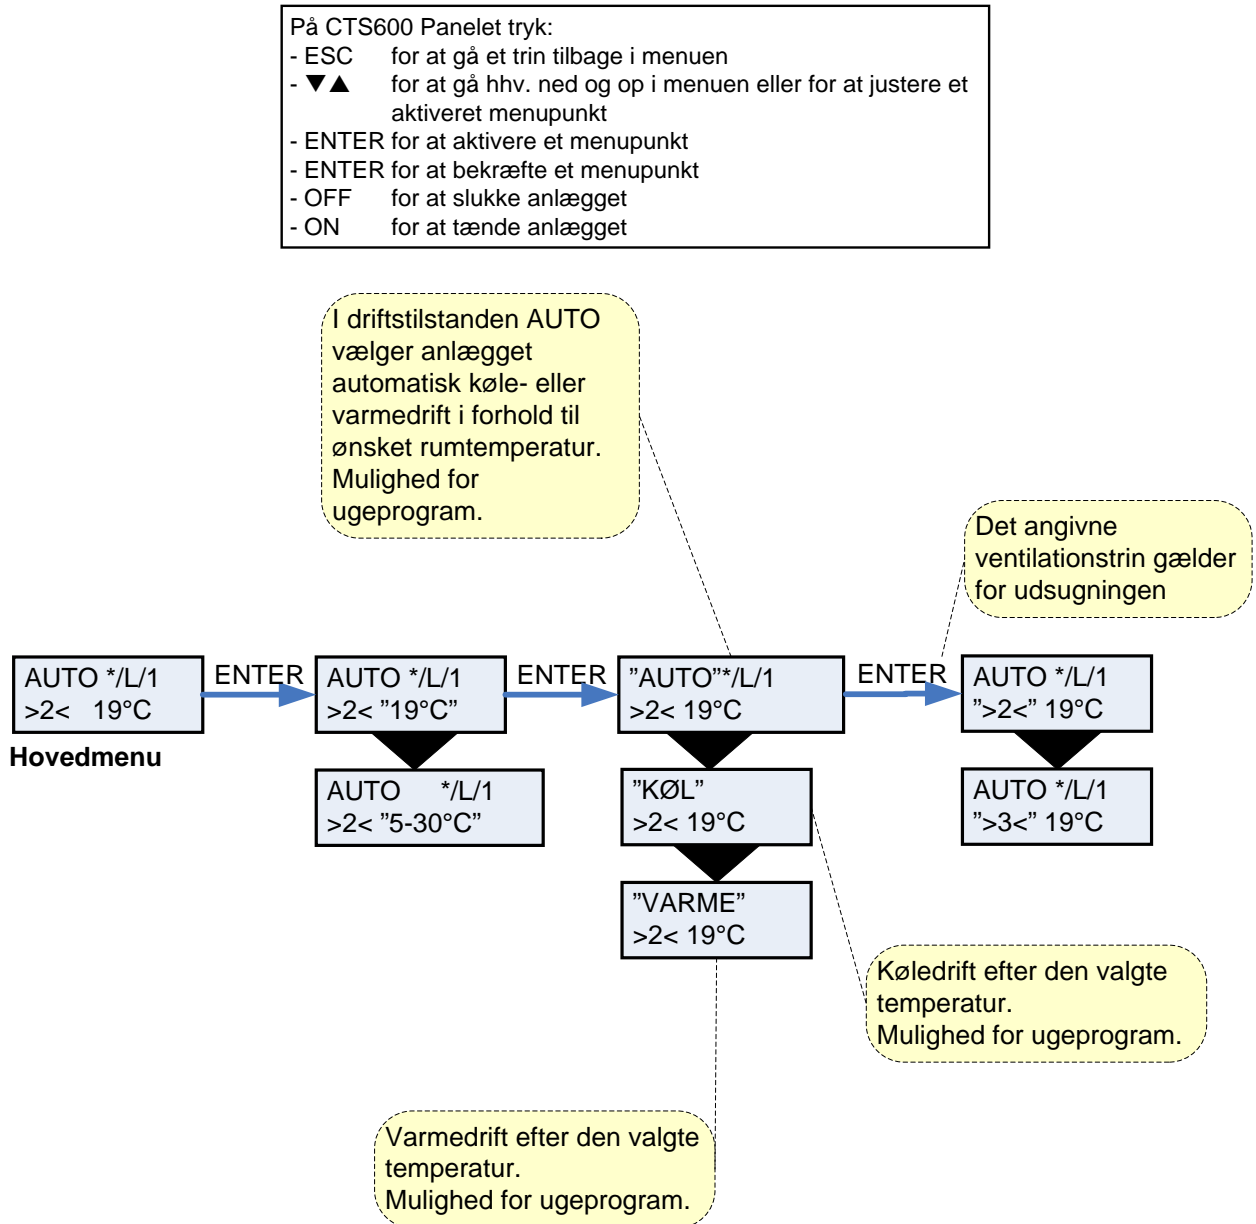 På CTS600 Panelet tryk:
- ESC for at gå et trin tilbage i menuen
- ▼▲ for at gå hhv. ned og op i menuen eller for at justere et
aktiveret menupunkt
- ENTER for at aktivere et menupunkt
- ENTER for at bekræfte et menupunkt
- OFF for at slukke anlægget
- ON for at tænde anlægget
I driftstilstanden AUTO
vælger anlægget
automatisk køle- eller
varmedrift i forhold til
ønsket rumtemperatur.
Mulighed for
ugeprogram.
Det angivne
ventilationstrin gælder
for udsugningen
AUTO */L/1
>2< 19°C
Hovedmenu
ENTER
AUTO */L/1
>2< ”19°C”
AUTO */L/1
>2< ”5-30°C”
ENTER
”AUTO”*/L/1
>2< 19°C
”KØL”
>2< 19°C
”VARME”
>2< 19°C
ENTER
AUTO */L/1
”>2<” 19°C
AUTO */L/1
”>3<” 19°C
Køledrift efter den valgte
temperatur.
Mulighed for ugeprogram.
Varmedrift efter den valgte
temperatur.
Mulighed for ugeprogram.